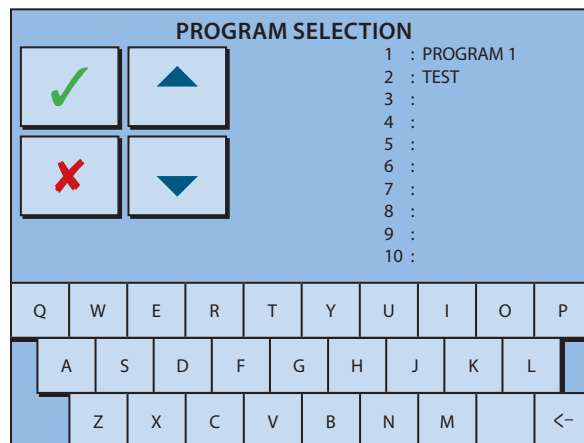 PROGRAM SELECTION
1 : PROGRAM 1
2 : TEST
3 :
4 :
5 :
6 :
7 :
8 :
9 :
10 :
Q W E R T Y U I O P
A S D F G H J K L
Z X C V B N M <-